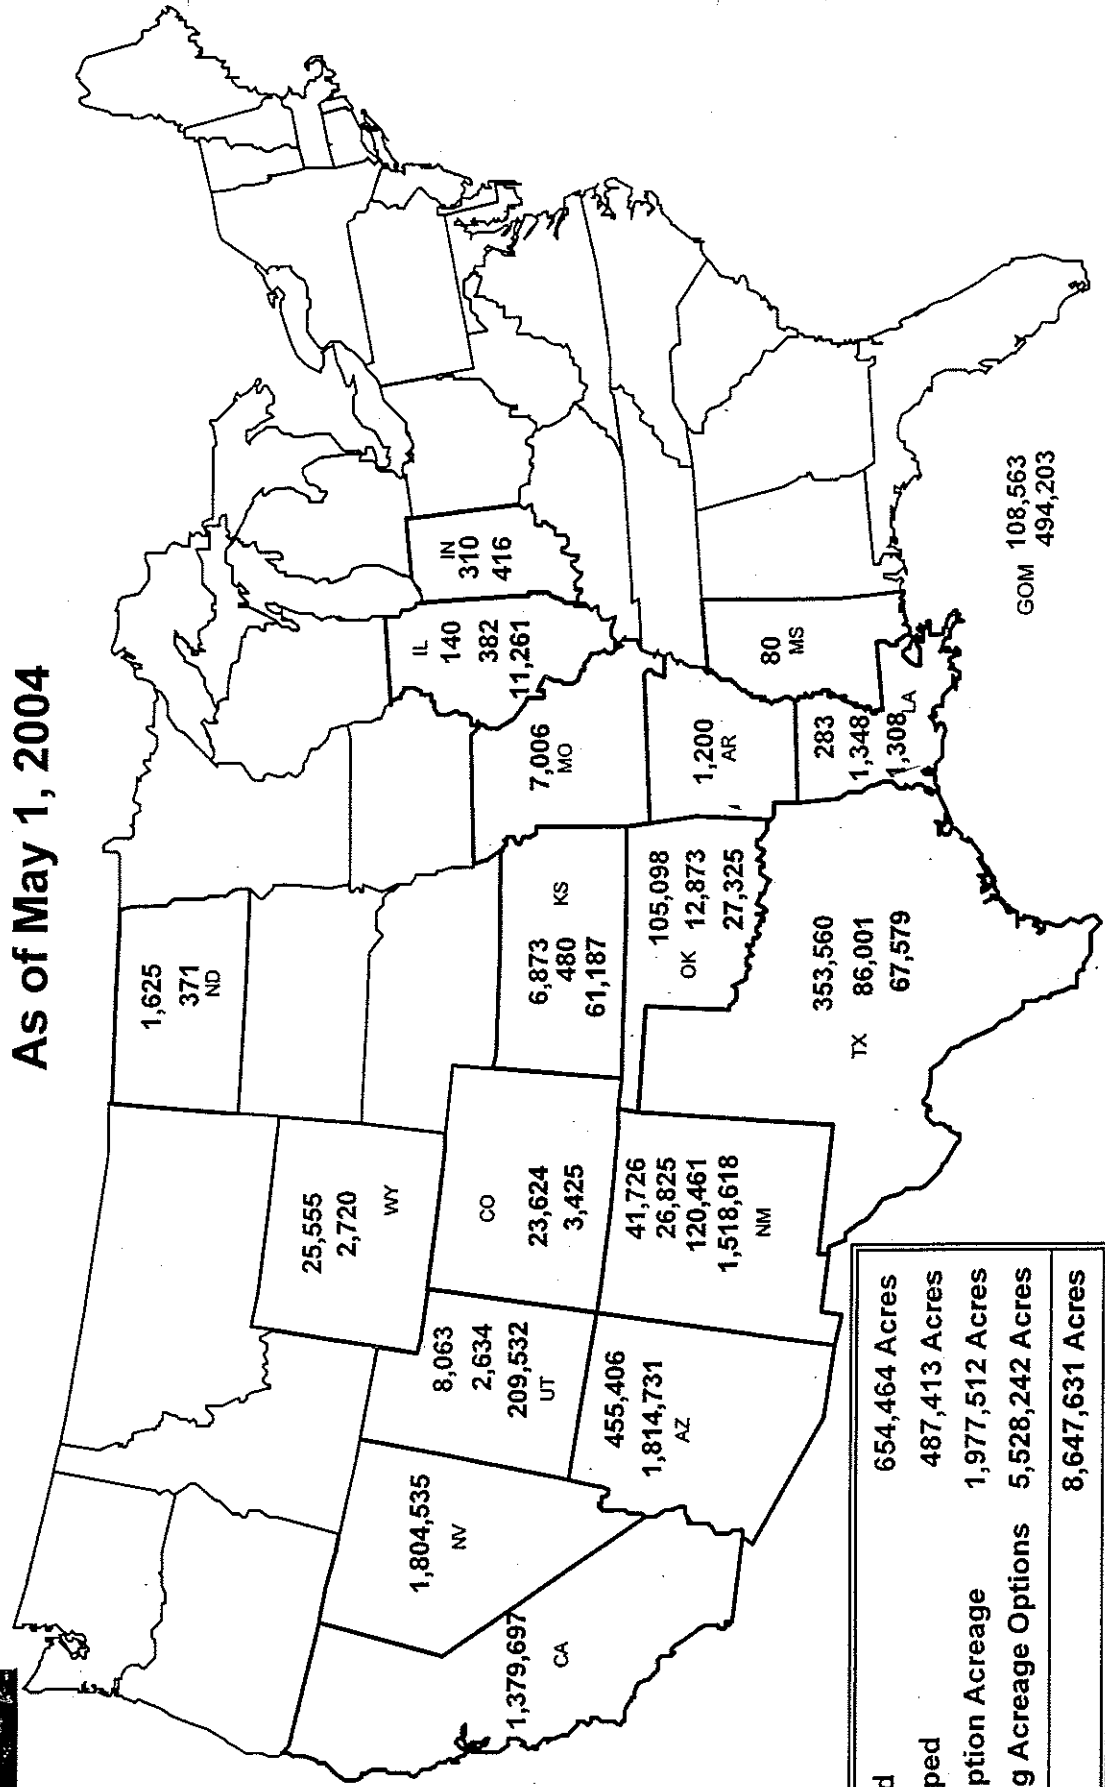 As of May 1, 2004
1,625
371
ND
25,555
2,720
WY
8,063
2,634
209,532
UT
1,804,535
NV
1,379,697
CA
455,406
1,814,731
AZ
CO
23,624
3,425
41,726
26,825
120,461
1,518,618
NM
6,873
480
61,187
KS
105,098
12,873
27,325
OK
353,560
86,001
67,579
TX
7,006
MO
1,200
AR
283
1,348
1,308
LA
80
MS
IL
140
382
11,261
IN
310
416
GOM 108,563
494,203
d 654,464 Acres
ped 487,413 Acres
ption Acreage 1,977,512 Acres
g Acreage Options 5,528,242 Acres
8,647,631 Acres